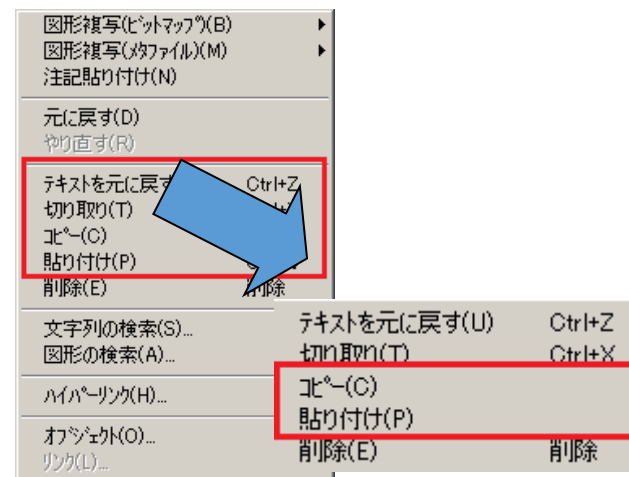 図形複写(ﾋﾞｯﾄﾏｯﾌﾟ)(B)
図形複写(ﾒﾀﾌｧｲﾙ)(M)
注記貼り付け(N)
元に戻す(D)
やり直す(R)
ﾃｷｽﾄを元に戻す Ctrl+Z
切り取り(T)
ｺﾋﾟｰ(C)
貼り付け(P)
削除(E) 削除
文字列の検索(S)...
図形の検索(A)...
ﾊｲﾊﾟｰﾘﾝｸ(H)...
ｵﾌﾞｼﾞｪｸﾄ(O)...
ﾘﾝｸ(L)...
ﾃｷｽﾄを元に戻す(U) Ctrl+Z
切り取り(T) Ctrl+X
ｺﾋﾟｰ(C)
貼り付け(P)
削除(E) 削除